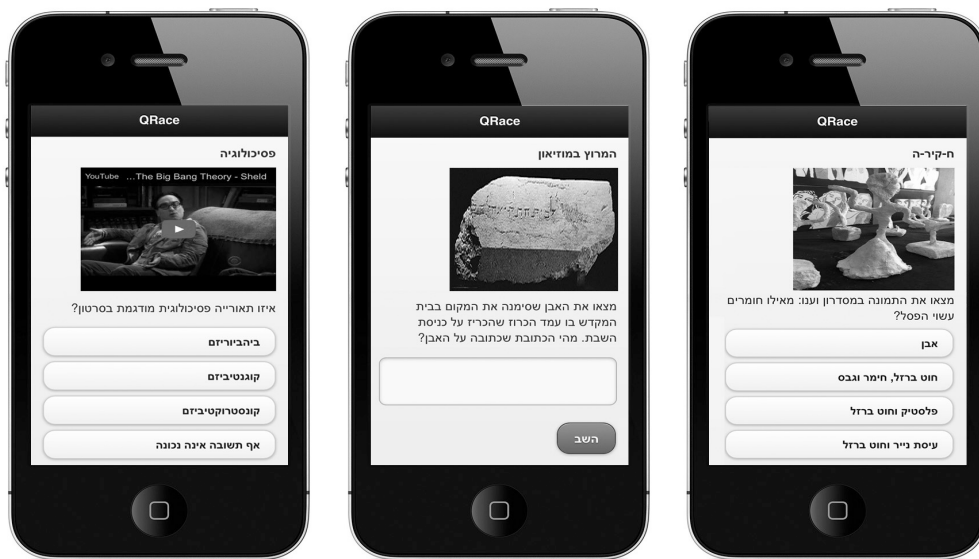 QRace
פסיכולוגיה
YouTube
...The Big Bang Theory - Sheld
איזו תאורייה פסיכולוגית מודגמת בסרטון?
ביהביוריזם
קוגנטיביזם
קונסטרוקטיביזם
אף תשובה אינה נכונה
QRace
המרוץ במוזיאון
מצאו את האבן שסימנה את המקום בבית
המקדש בו עמד הכרוז שהכריז על כניסת
השבת. מהי הכתובת שכתובה על האבן?
השב
QRace
ח-קיר-ה
מצאו את התמונה במסדרון וענו: מאילו חומרים
עשוי הפסל?
אבן
חוט ברזל, חימר וגבס
פלסטיק וחוט ברזל
עיסת נייר וחוט ברזל